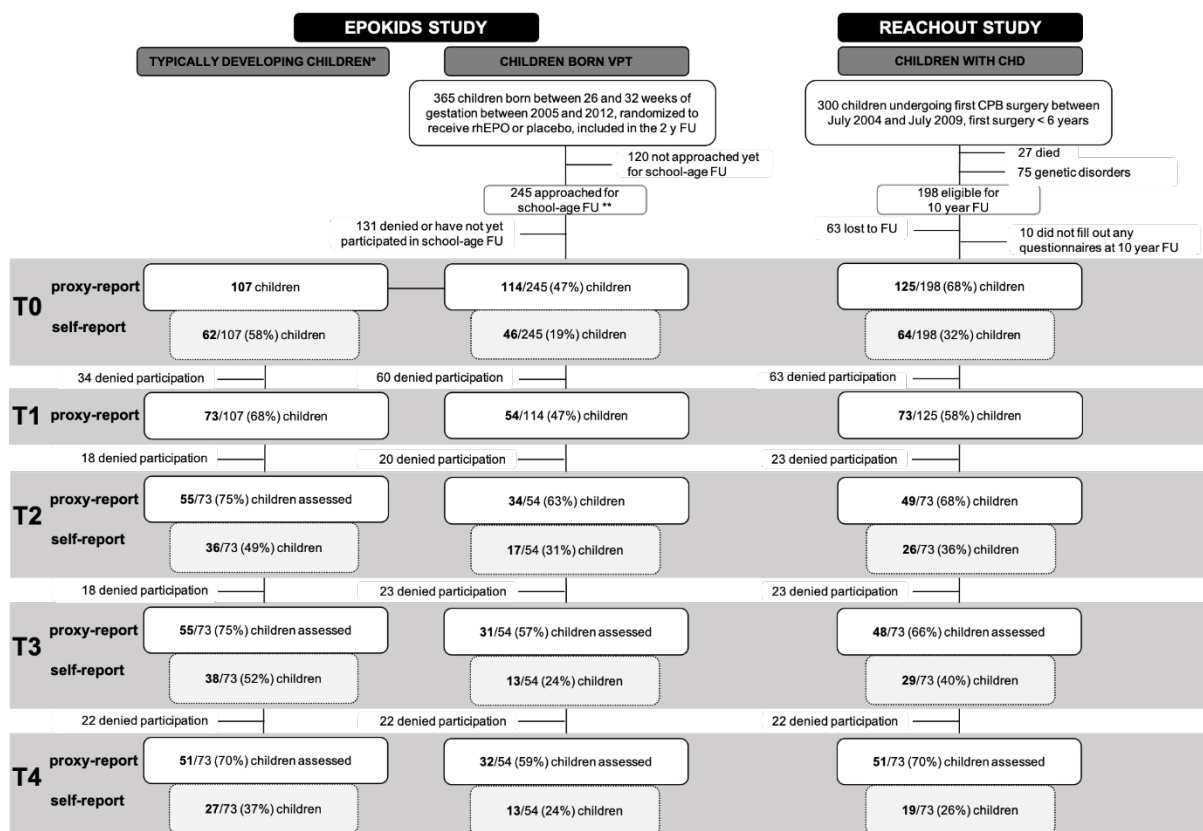 EPOKIDS STUDY
REACHOUT STUDY
TYPICALLY DEVELOPING CHILDREN*
CHILDREN BORN VPT
CHILDREN WITH CHD
365 children born between 26 and 32 weeks of
gestation between 2005 and 2012, randomized to
receive rhEPO or placebo, included in the 2 y FU
300 children undergoing first CPB surgery between
July 2004 and July 2009, first surgery < 6 years
120 not approached yet
for school-age FU
27 died
75 genetic disorders
245 approached for
school-age FU **
198 eligible for
10 year FU
131 denied or have not yet
participated in school-age FU
63 lost to FU
10 did not fill out any
questionnaires at 10 year FU
T0
proxy-report
107 children
114/245 (47%) children
125/198 (68%) children
self-report
62/107 (58%) children
46/245 (19%) children
64/198 (32%) children
34 denied participation
60 denied participation
63 denied participation
T1
proxy-report
73/107 (68%) children
54/114 (47%) children
73/125 (58%) children
18 denied participation
20 denied participation
23 denied participation
T2
proxy-report
55/73 (75%) children assessed
34/54 (63%) children
49/73 (68%) children
self-report
36/73 (49%) children
17/54 (31%) children
26/73 (36%) children
18 denied participation
23 denied participation
23 denied participation
T3
proxy-report
55/73 (75%) children assessed
31/54 (57%) children assessed
48/73 (66%) children assessed
self-report
38/73 (52%) children
13/54 (24%) children
29/73 (40%) children
22 denied participation
22 denied participation
22 denied participation
T4
proxy-report
51/73 (70%) children assessed
32/54 (59%) children assessed
51/73 (70%) children assessed
self-report
27/73 (37%) children
13/54 (24%) children
19/73 (26%) children